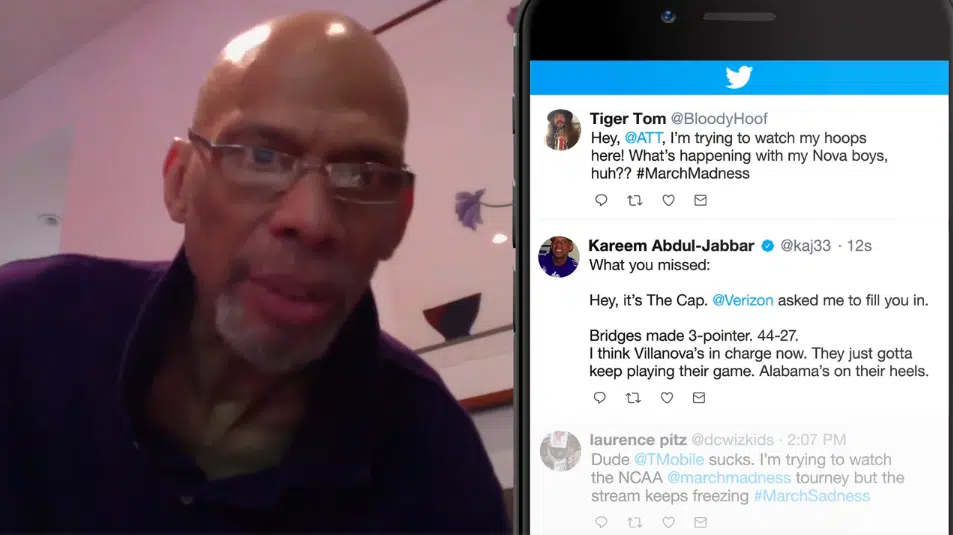 Tiger Tom @BloodyHoof
Hey, @ATT, I'm trying to watch my hoops
here! What's happening with my Nova boys,
huh?? #MarchMadness
Kareem Abdul-Jabbar @kaj33 · 12s
What you missed:
Hey, it's The Cap. @Verizon asked me to fill you in.
Bridges made 3-pointer. 44-27.
I think Villanova's in charge now. They just gotta
keep playing their game. Alabama's on their heels.
laurence pitz @dcwizkids · 2:07 PM
Dude @TMobile sucks. I'm trying to watch
the NCAA @marchmadness tourney but the
stream keeps freezing #MarchSadness